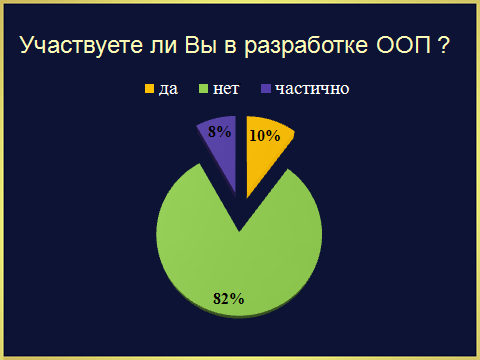 Участвуете ли Вы в разработке ООП ?
да нет частично
8% 10%
82%